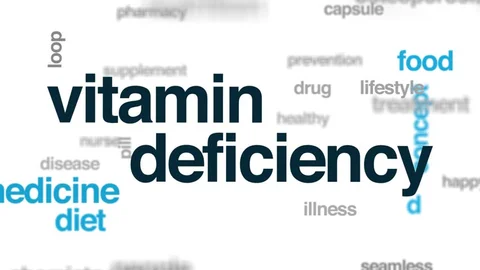 pharmacy
capsule
loop
supplement
prevention
food
vitamin
drug
lifestyle
treatment
concept
healthy
nurse
pill
deficiency
disease
medicine
happy
diet
illness
seamless